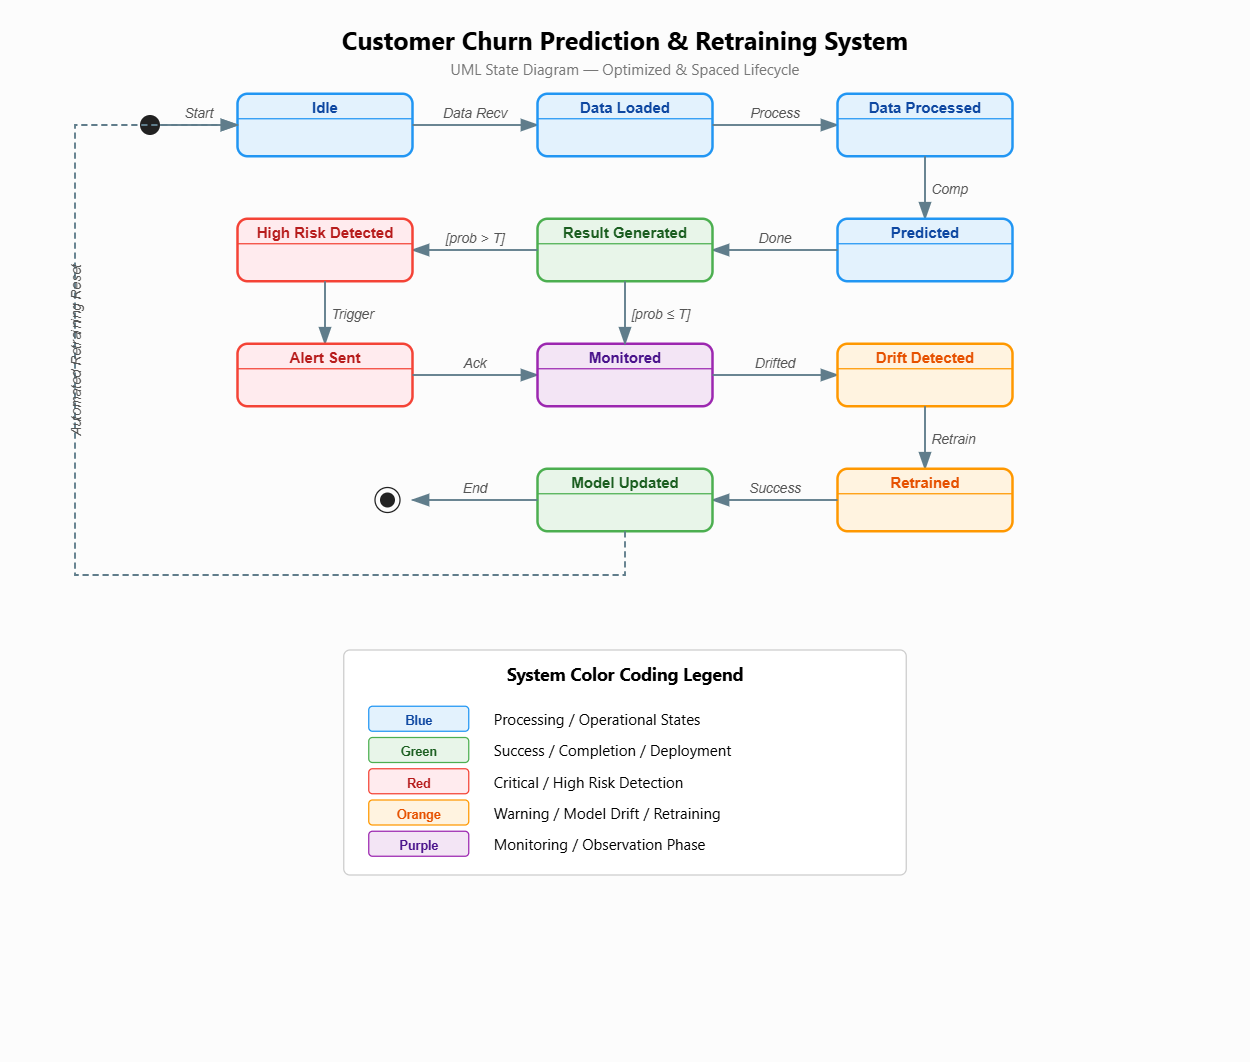 Customer Churn Prediction & Retraining System
UML State Diagram — Optimized & Spaced Lifecycle
Start
Idle
Data Recv
Data Loaded
Process
Data Processed
Comp
High Risk Detected
[prob > T]
Result Generated
Done
Predicted
Automated Retraining Reset
Trigger
[prob ≤ T]
Alert Sent
Ack
Monitored
Drifted
Drift Detected
Retrain
End
Model Updated
Success
Retrained
System Color Coding Legend
Blue Processing / Operational States
Green Success / Completion / Deployment
Red Critical / High Risk Detection
Orange Warning / Model Drift / Retraining
Purple Monitoring / Observation Phase